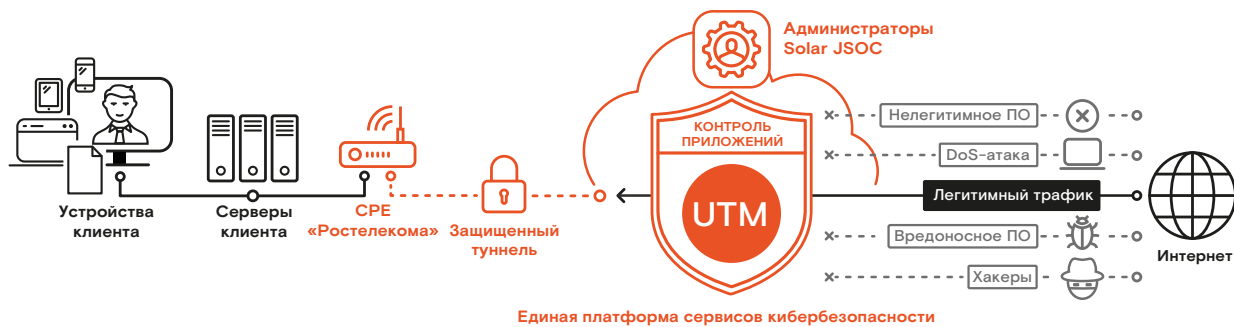 Администраторы
Solar JSOC
КОНТРОЛЬ
ПРИЛОЖЕНИЙ
UTM
Нелегитимное ПО
DoS-атака
Легитимный трафик
Вредоносное ПО
Хакеры
Интернет
Устройства
клиента
Серверы
клиента
CPE
«Ростелекома»
Защищенный
туннель
Единая платформа сервисов кибербезопасности